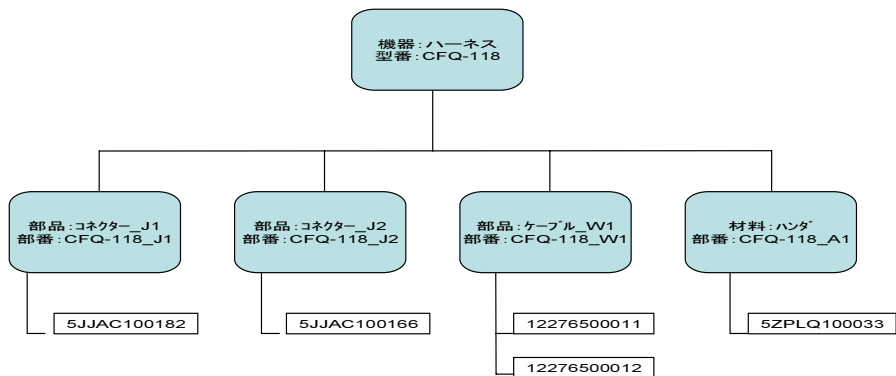 機器:ハーネス
型番:CFQ-118
部品:ｺﾈｸﾀｰ_J1
部番:CFQ-118_J1
部品:ｺﾈｸﾀｰ_J2
部番:CFQ-118_J2
部品:ｹｰﾌﾞﾙ_W1
部番:CFQ-118_W1
材料:ﾊﾝﾀﾞ
部番:CFQ-118_A1
5JJAC100182
5JJAC100166
12276500011
5ZPLQ100033
12276500012